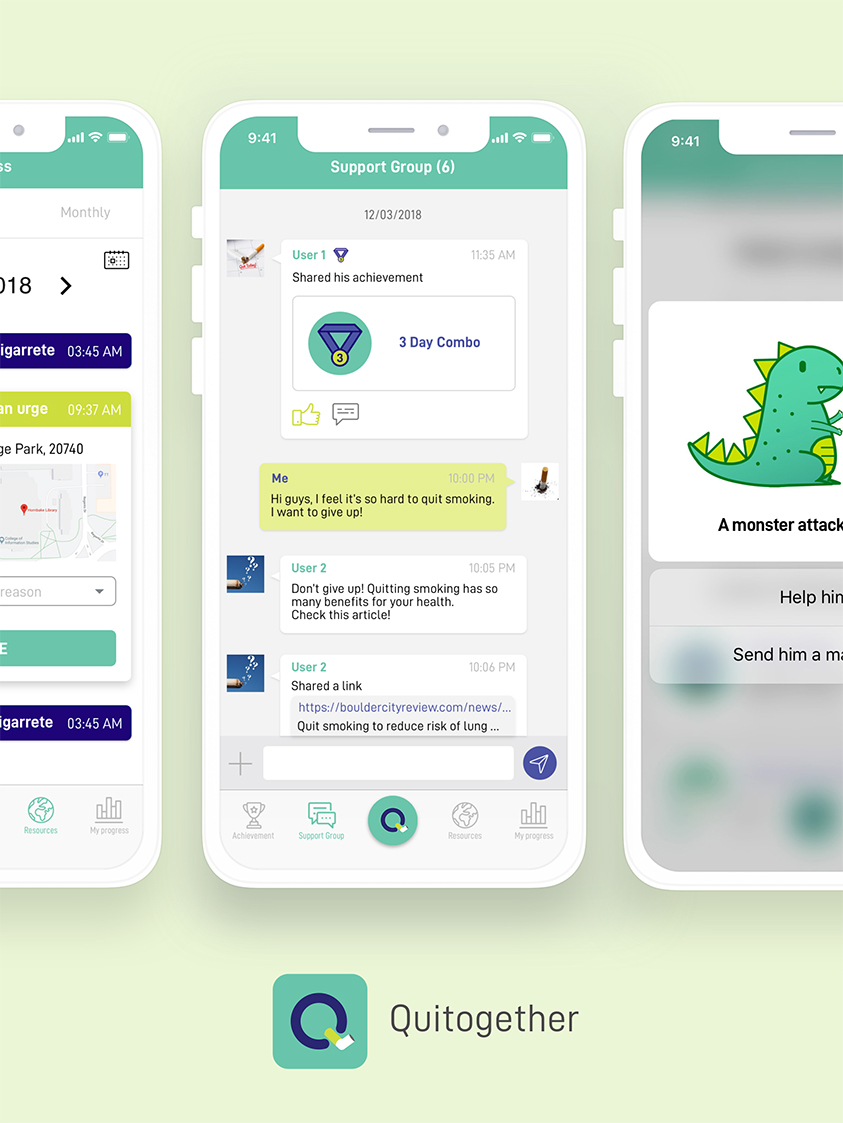 ss
Monthly
018
igarrete 03:45 AM
an urge 09:37 AM
ge Park, 20740
Hornbake Library
College of
Information Studies
reason
E
igarrete 03:45 AM
Resources
My progress
9:41
Support Group (6)
12/03/2018
User 1
11:35 AM
Shared his achievement
3
3 Day Combo
Me
10:00 PM
Hi guys, I feel it's so hard to quit smoking.
I want to give up!
User 2
10:05 PM
Don't give up! Quitting smoking has so
many benefits for your health.
Check this article!
User 2
10:06 PM
Shared a link
https://bouldercityreview.com/news/...
Quit smoking to reduce risk of lung ...
Achievement
Support Group
Resources
My progress
9:41
A monster attack
Help him
Send him a ma
Quitogether